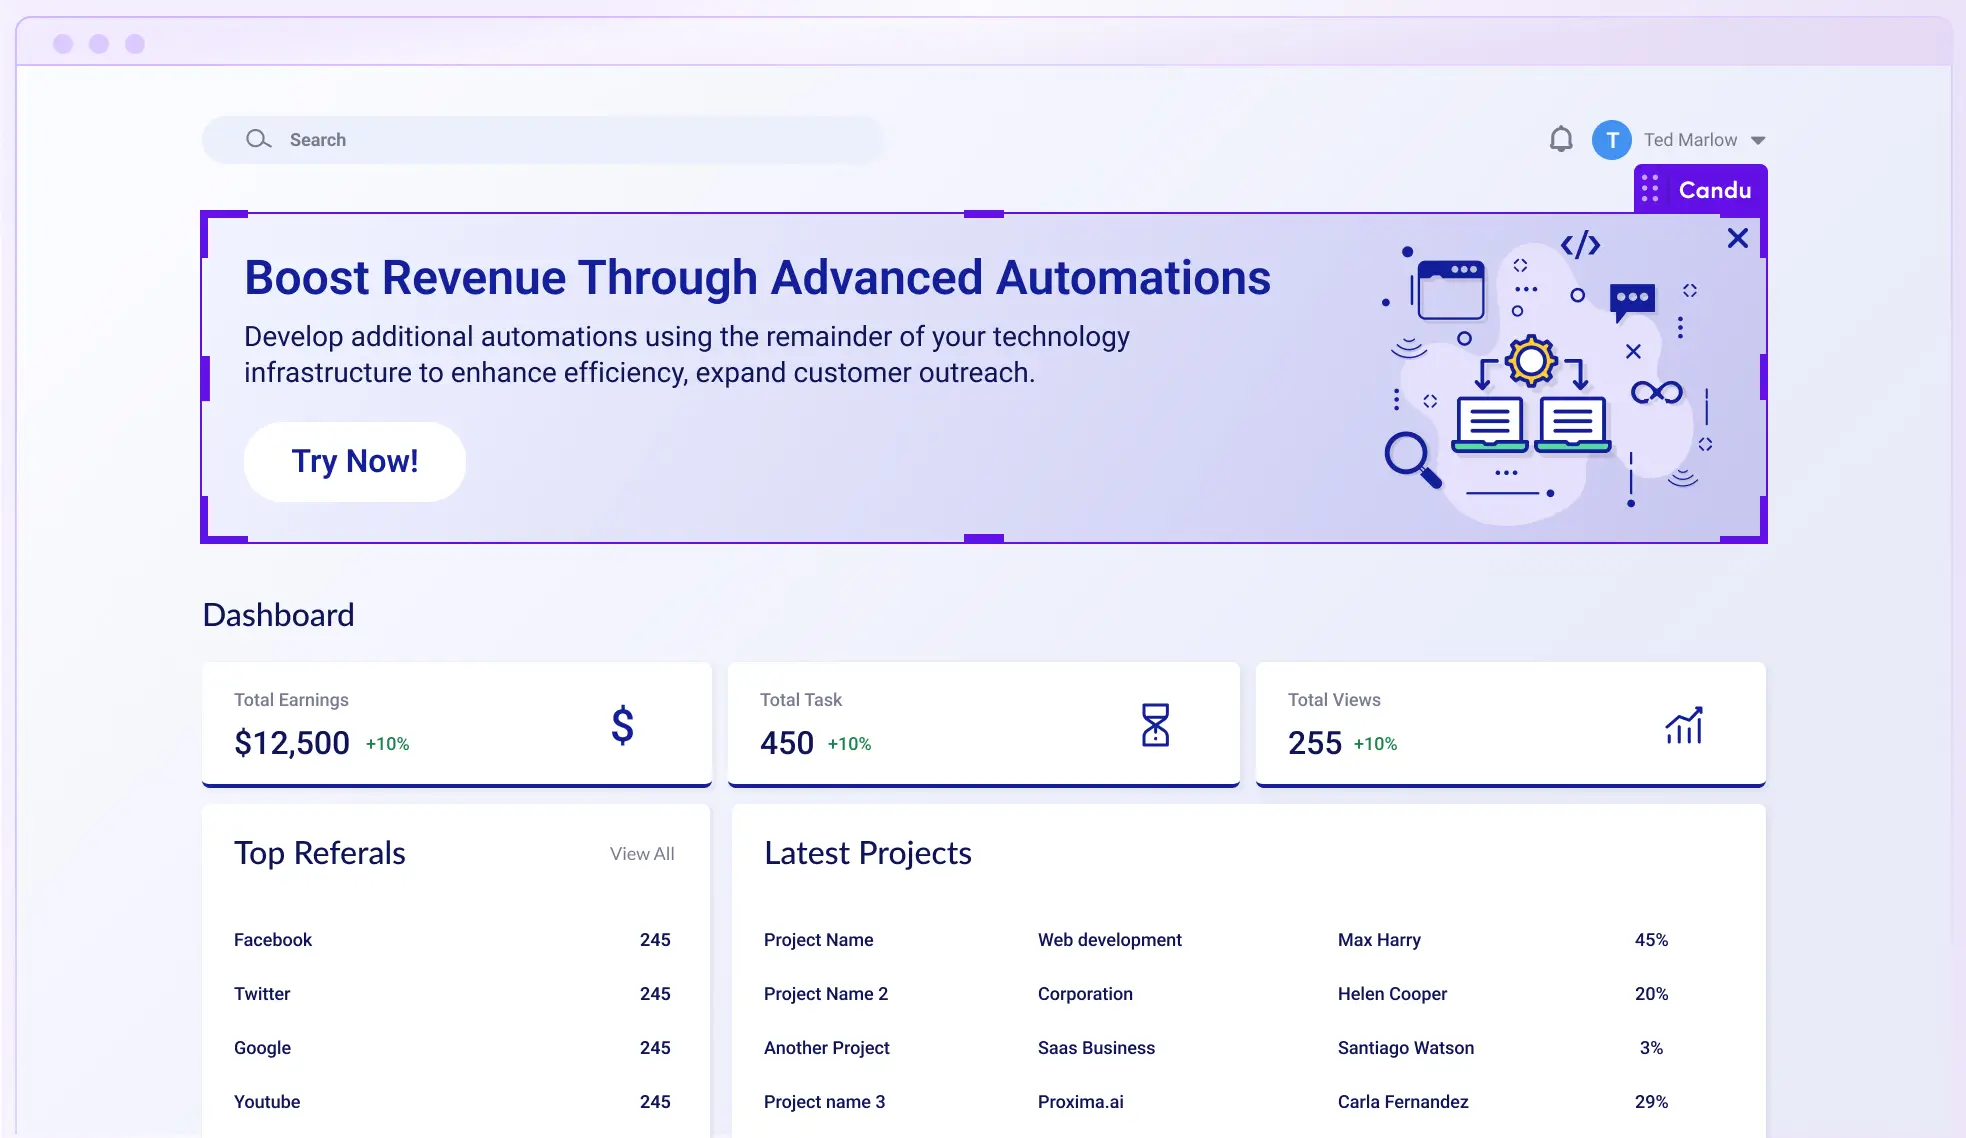 Search
T Ted Marlow
Candu
Boost Revenue Through Advanced Automations
Develop additional automations using the remainder of your technology
infrastructure to enhance efficiency, expand customer outreach.
Try Now!
Dashboard
Total Earnings
$12,500 +10%
$
Total Task
450 +10%
Total Views
255 +10%
Top Referals View All
Facebook 245
Twitter 245
Google 245
Youtube 245
Latest Projects
Project Name Web development Max Harry 45%
Project Name 2 Corporation Helen Cooper 20%
Another Project Saas Business Santiago Watson 3%
Project name 3 Proxima.ai Carla Fernandez 29%